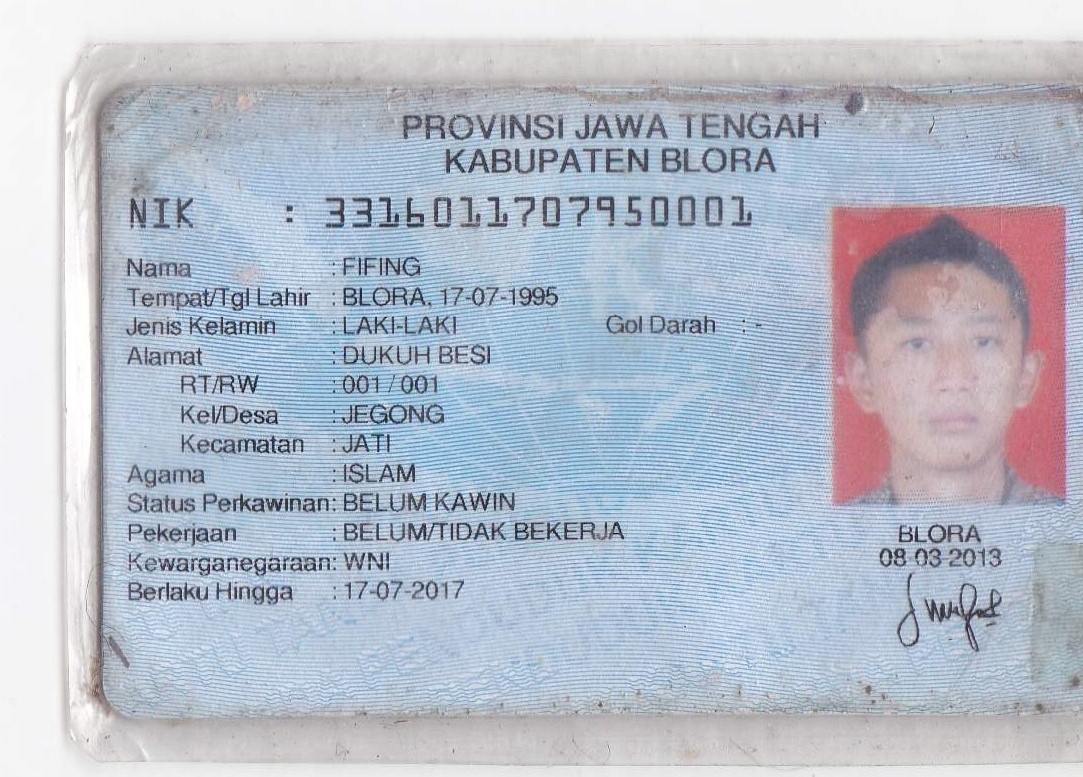 PROVINSI JAWA TENGAH
KABUPATEN BLORA
NIK : 3316011707950001
Nama : FIFING
Tempat/Tgl Lahir : BLORA, 17-07-1995
Jenis Kelamin : LAKI-LAKI Gol Darah : -
Alamat : DUKUH BESI
RT/RW : 001 / 001
Kel/Desa : JEGONG
Kecamatan : JATI
Agama : ISLAM
Status Perkawinan: BELUM KAWIN
Pekerjaan : BELUM/TIDAK BEKERJA
Kewarganegaraan: WNI
Berlaku Hingga : 17-07-2017
BLORA
08-03-2013